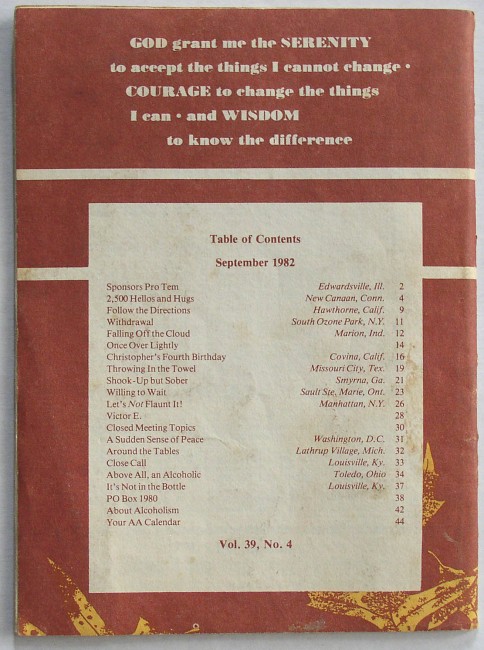 GOD grant me the SERENITY
to accept the things I cannot change •
COURAGE to change the things
I can • and WISDOM
to know the difference
Table of Contents
September 1982
Sponsors Pro Tem Edwardsville, Ill. 2
2,500 Hellos and Hugs New Canaan, Conn. 4
Follow the Directions Hawthorne, Calif. 9
Withdrawal South Ozone Park, N.Y. 11
Falling Off the Cloud Marion, Ind. 12
Once Over Lightly 14
Christopher's Fourth Birthday Covina, Calif. 16
Throwing In the Towel Missouri City, Tex. 19
Shook-Up but Sober Smyrna, Ga. 21
Willing to Wait Sault Ste, Marie, Ont. 23
Let's Not Flaunt It! Manhattan, N.Y. 26
Victor E. 28
Closed Meeting Topics 30
A Sudden Sense of Peace Washington, D.C. 31
Around the Tables Lathrup Village, Mich. 32
Close Call Louisville, Ky. 33
Above All, an Alcoholic Toledo, Ohio 34
It's Not in the Bottle Louisville, Ky. 37
PO Box 1980 38
About Alcoholism 42
Your AA Calendar 44
Vol. 39, No. 4